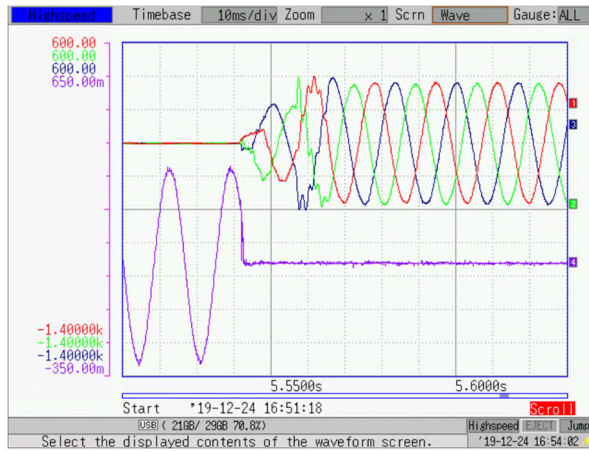 Highspeed Timebase 10ms/div Zoom x 1 Scrn Wave Gauge:ALL
600.00
600.00
600.00
650.00m
1
3
2
4
-1.40000k
-1.40000k
-1.40000k
-350.00m
5.5500s 5.6000s
Start '19-12-24 16:51:18 Scroll
USB ( 21GB/ 29GB 70.8%) Highspeed EJECT Jump
Select the displayed contents of the waveform screen. '19-12-24 16:54:02